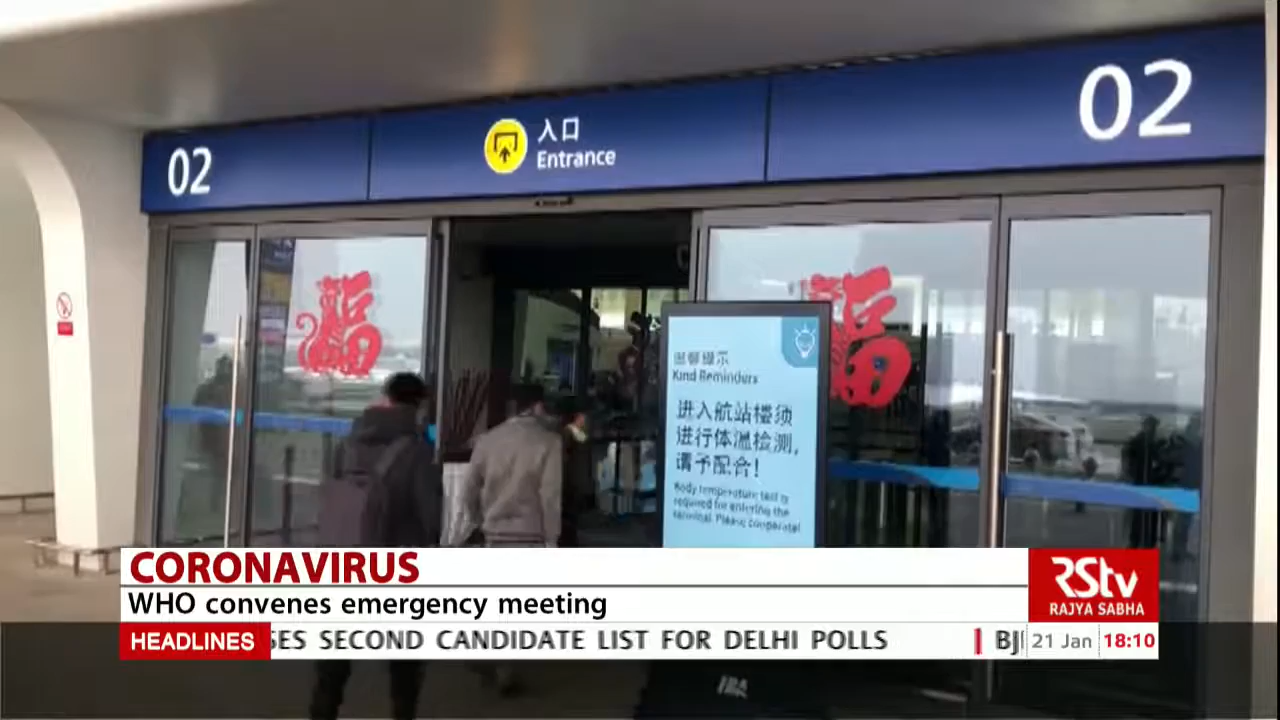 02
入口
Entrance
02
福
福
温馨提示
Kind Reminders
进入航站楼须
进行体温检测，
请予配合！
Body temperature test is
required for entering the
terminal. Please cooperate!
CORONAVIRUS
WHO convenes emergency meeting
RStv
RAJYA SABHA
HEADLINES
SES SECOND CANDIDATE LIST FOR DELHI POLLS | BJ
21 Jan 18:10